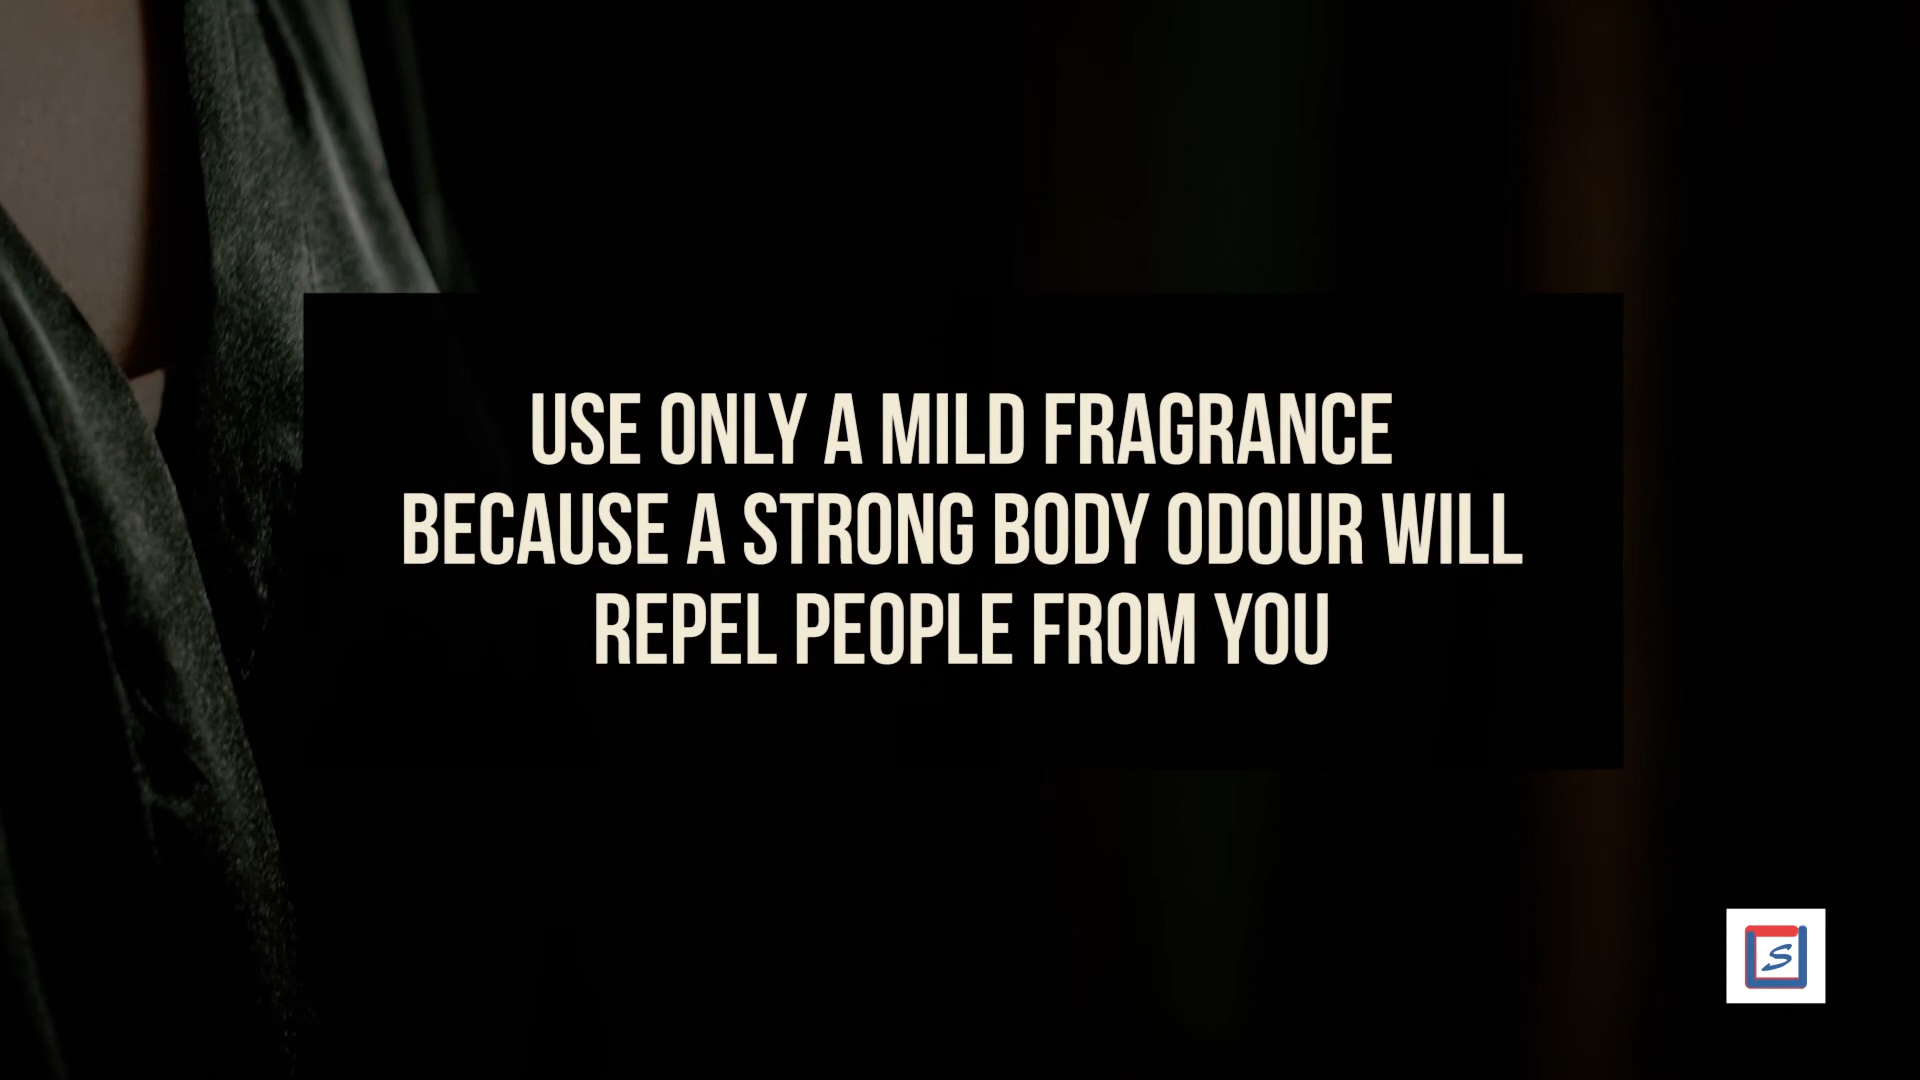 USE ONLY A MILD FRAGRANCE
BECAUSE A STRONG BODY ODOUR WILL
REPEL PEOPLE FROM YOU
S